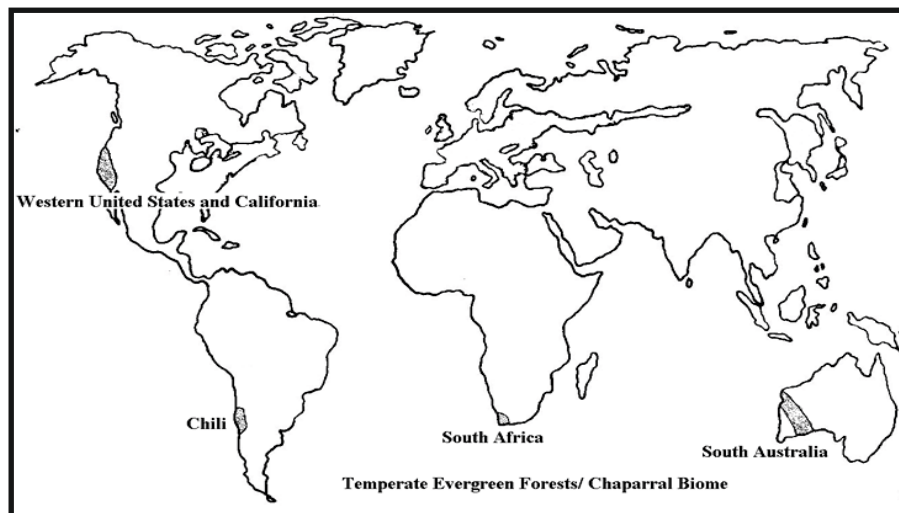 Western United States and California
Chili
South Africa
South Australia
Temperate Evergreen Forests/ Chaparral Biome